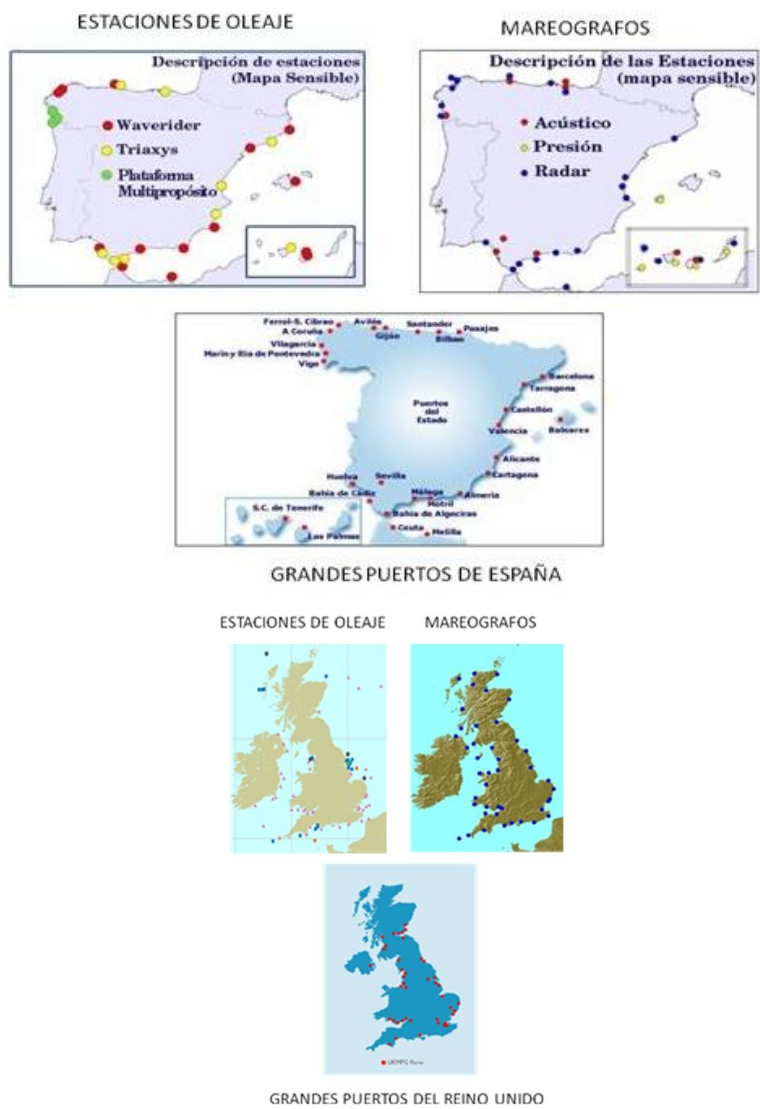 ESTACIONES DE OLEAJE
MAREOGRAFOS
Descripción de estaciones
(Mapa Sensible)
Waverider
Triaxys
Plataforma
Multipropósito
Descripción de las Estaciones
(mapa sensible)
Acústico
Presión
Radar
Ferrol-S. Cibrao
Avilés
Santander
Pasajes
A Coruña
Gijón
Bilbao
Vilagarcía
Marín y Ria de Pontevedra
Vigo
Barcelona
Tarragona
Puertos
del
Estado
Castellón
Valencia
Baleares
Alicante
Cartagena
Huelva
Sevilla
Bahía de Cádiz
Málaga
Almería
Motril
S.C. de Tenerife
Bahía de Algeciras
Las Palmas
Ceuta
Melilla
GRANDES PUERTOS DE ESPAÑA
ESTACIONES DE OLEAJE
MAREOGRAFOS
UKMPG Ports
GRANDES PUERTOS DEL REINO UNIDO